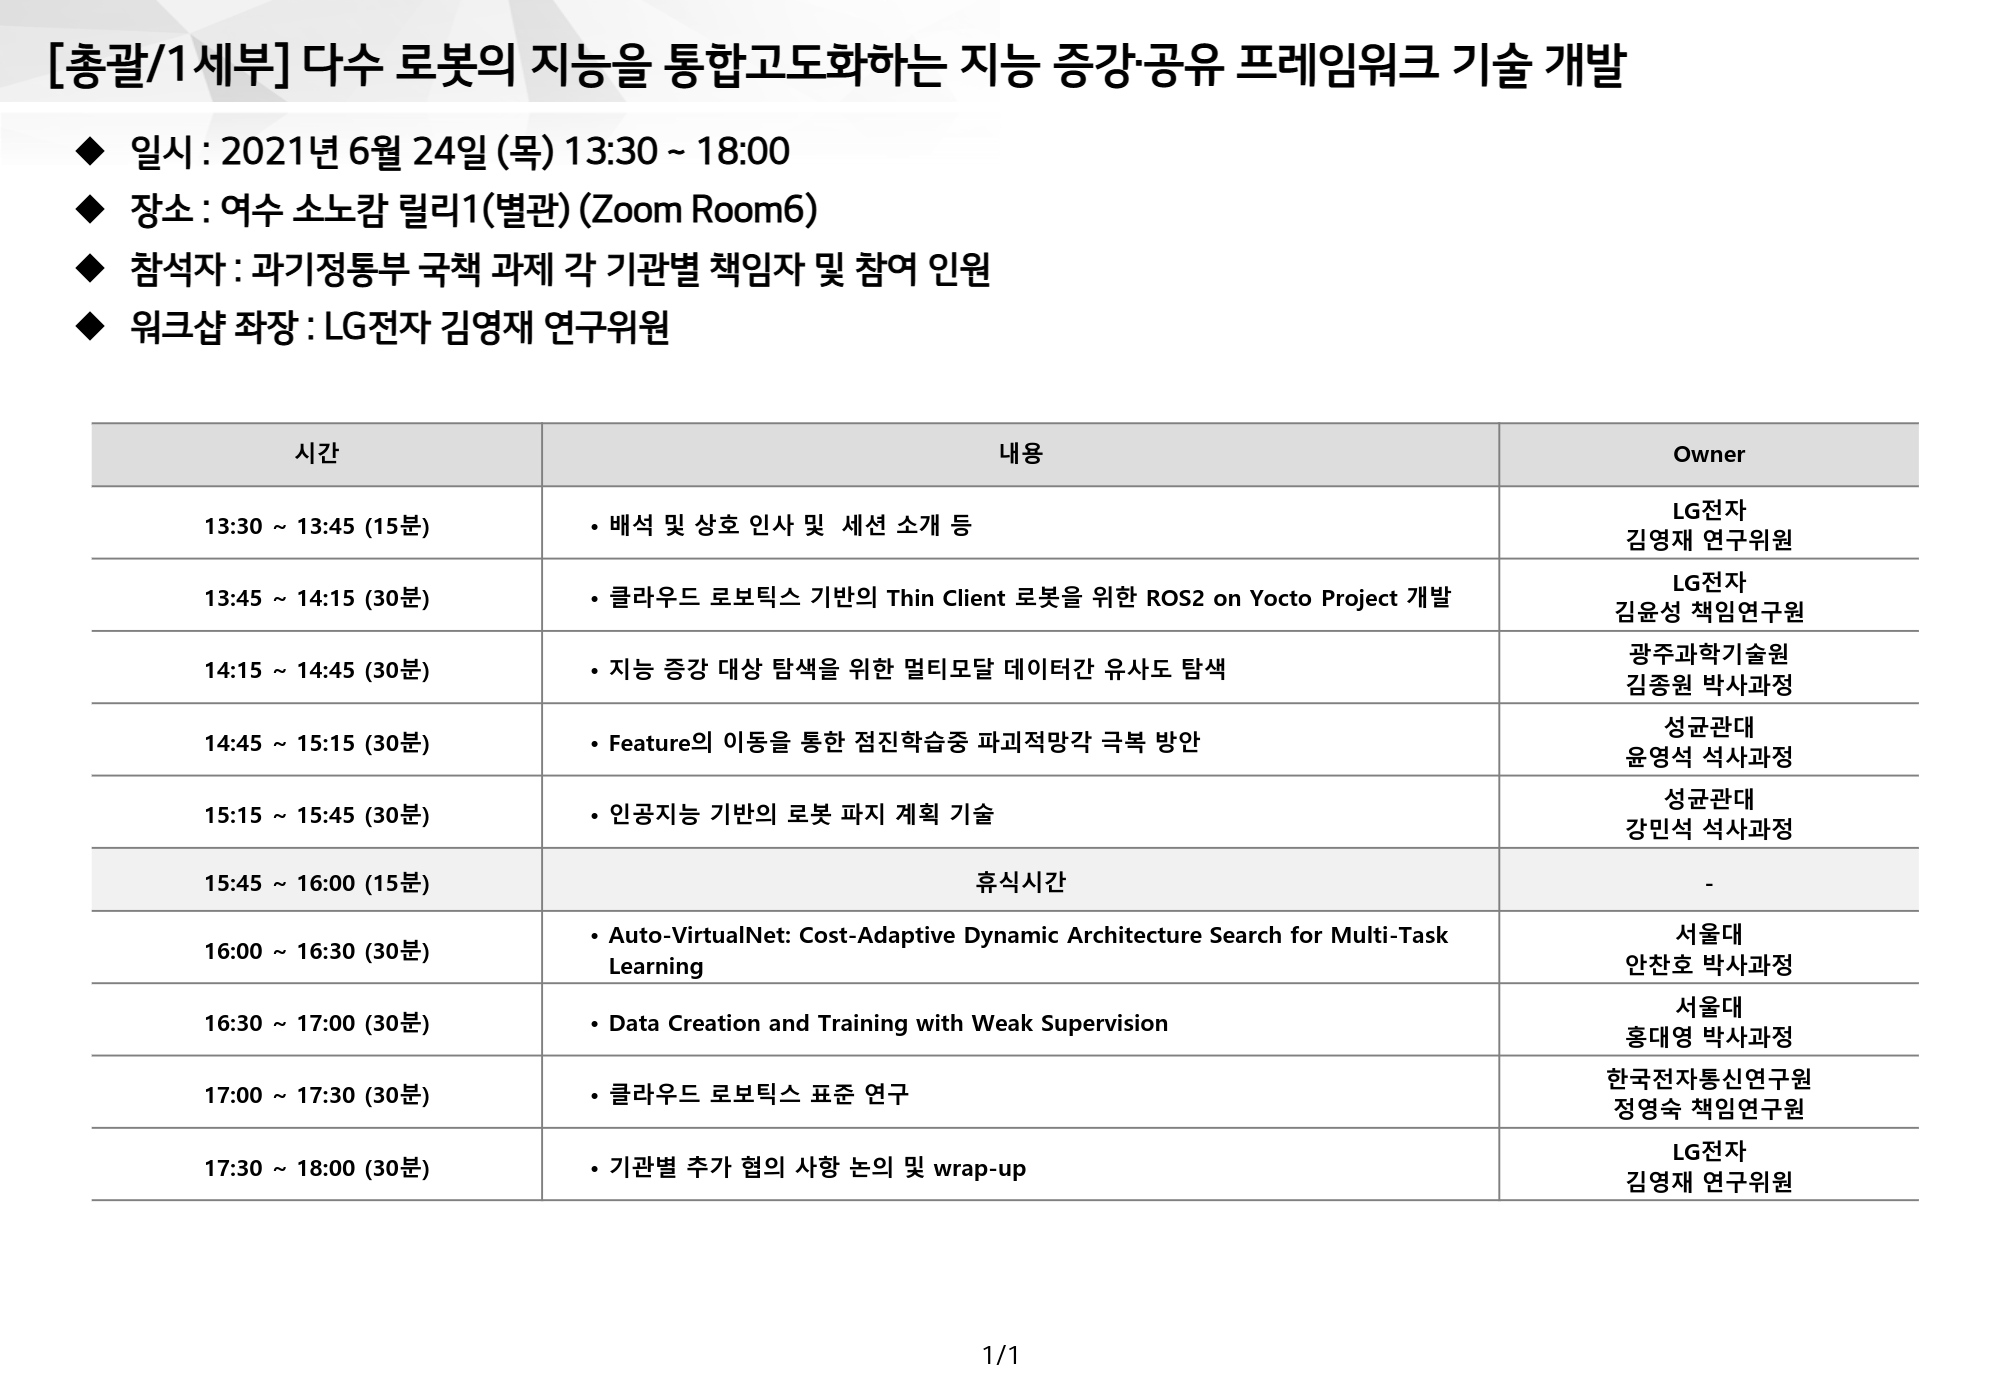 [총괄/1세부] 다수 로봇의 지능을 통합고도화하는 지능 증강·공유 프레임워크 기술 개발
◆ 일시 : 2021년 6월 24일 (목) 13:30 ~ 18:00
◆ 장소 : 여수 소노캄 릴리1(별관) (Zoom Room6)
◆ 참석자 : 과기정통부 국책 과제 각 기관별 책임자 및 참여 인원
◆ 워크샵 좌장 : LG전자 김영재 연구위원
시간 내용 Owner
13:30 ~ 13:45 (15분)
• 배석 및 상호 인사 및 세션 소개 등
LG전자
김영재 연구위원
13:45 ~ 14:15 (30분)
• 클라우드 로보틱스 기반의 Thin Client 로봇을 위한 ROS2 on Yocto Project 개발
LG전자
김윤성 책임연구원
14:15 ~ 14:45 (30분)
• 지능 증강 대상 탐색을 위한 멀티모달 데이터간 유사도 탐색
광주과학기술원
김종원 박사과정
14:45 ~ 15:15 (30분)
• Feature의 이동을 통한 점진학습중 파괴적망각 극복 방안
성균관대
윤영석 석사과정
15:15 ~ 15:45 (30분)
• 인공지능 기반의 로봇 파지 계획 기술
성균관대
강민석 석사과정
15:45 ~ 16:00 (15분) 휴식시간 -
16:00 ~ 16:30 (30분)
• Auto-VirtualNet: Cost-Adaptive Dynamic Architecture Search for Multi-Task
Learning
서울대
안찬호 박사과정
16:30 ~ 17:00 (30분)
• Data Creation and Training with Weak Supervision
서울대
홍대영 박사과정
17:00 ~ 17:30 (30분)
• 클라우드 로보틱스 표준 연구
한국전자통신연구원
정영숙 책임연구원
17:30 ~ 18:00 (30분)
• 기관별 추가 협의 사항 논의 및 wrap-up
LG전자
김영재 연구위원
1/1